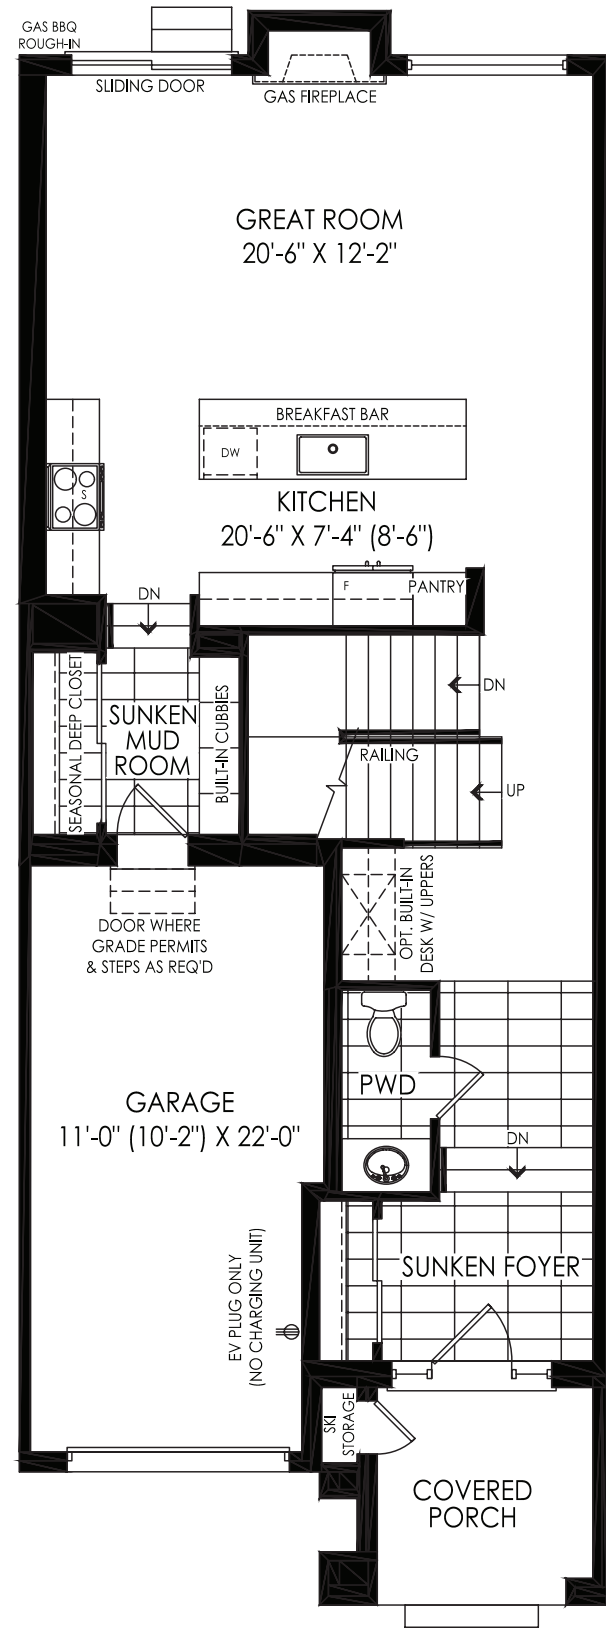 GAS BBQ
ROUGH-IN
SLIDING DOOR
GAS FIREPLACE
GREAT ROOM
20'-6" X 12'-2"
BREAKFAST BAR
DW
S
KITCHEN
20'-6" X 7'-4" (8'-6")
F
PANTRY
DN
SEASONAL DEEP CLOSET
SUNKEN
MUD
ROOM
BUILT-IN CUBBIES
DN
RAILING
UP
DOOR WHERE
GRADE PERMITS
& STEPS AS REQ'D
OPT. BUILT-IN
DESK W/ UPPERS
PWD
GARAGE
11'-0" (10'-2") X 22'-0"
DN
EV PLUG ONLY
(NO CHARGING UNIT)
SUNKEN FOYER
SKI
STORAGE
COVERED
PORCH